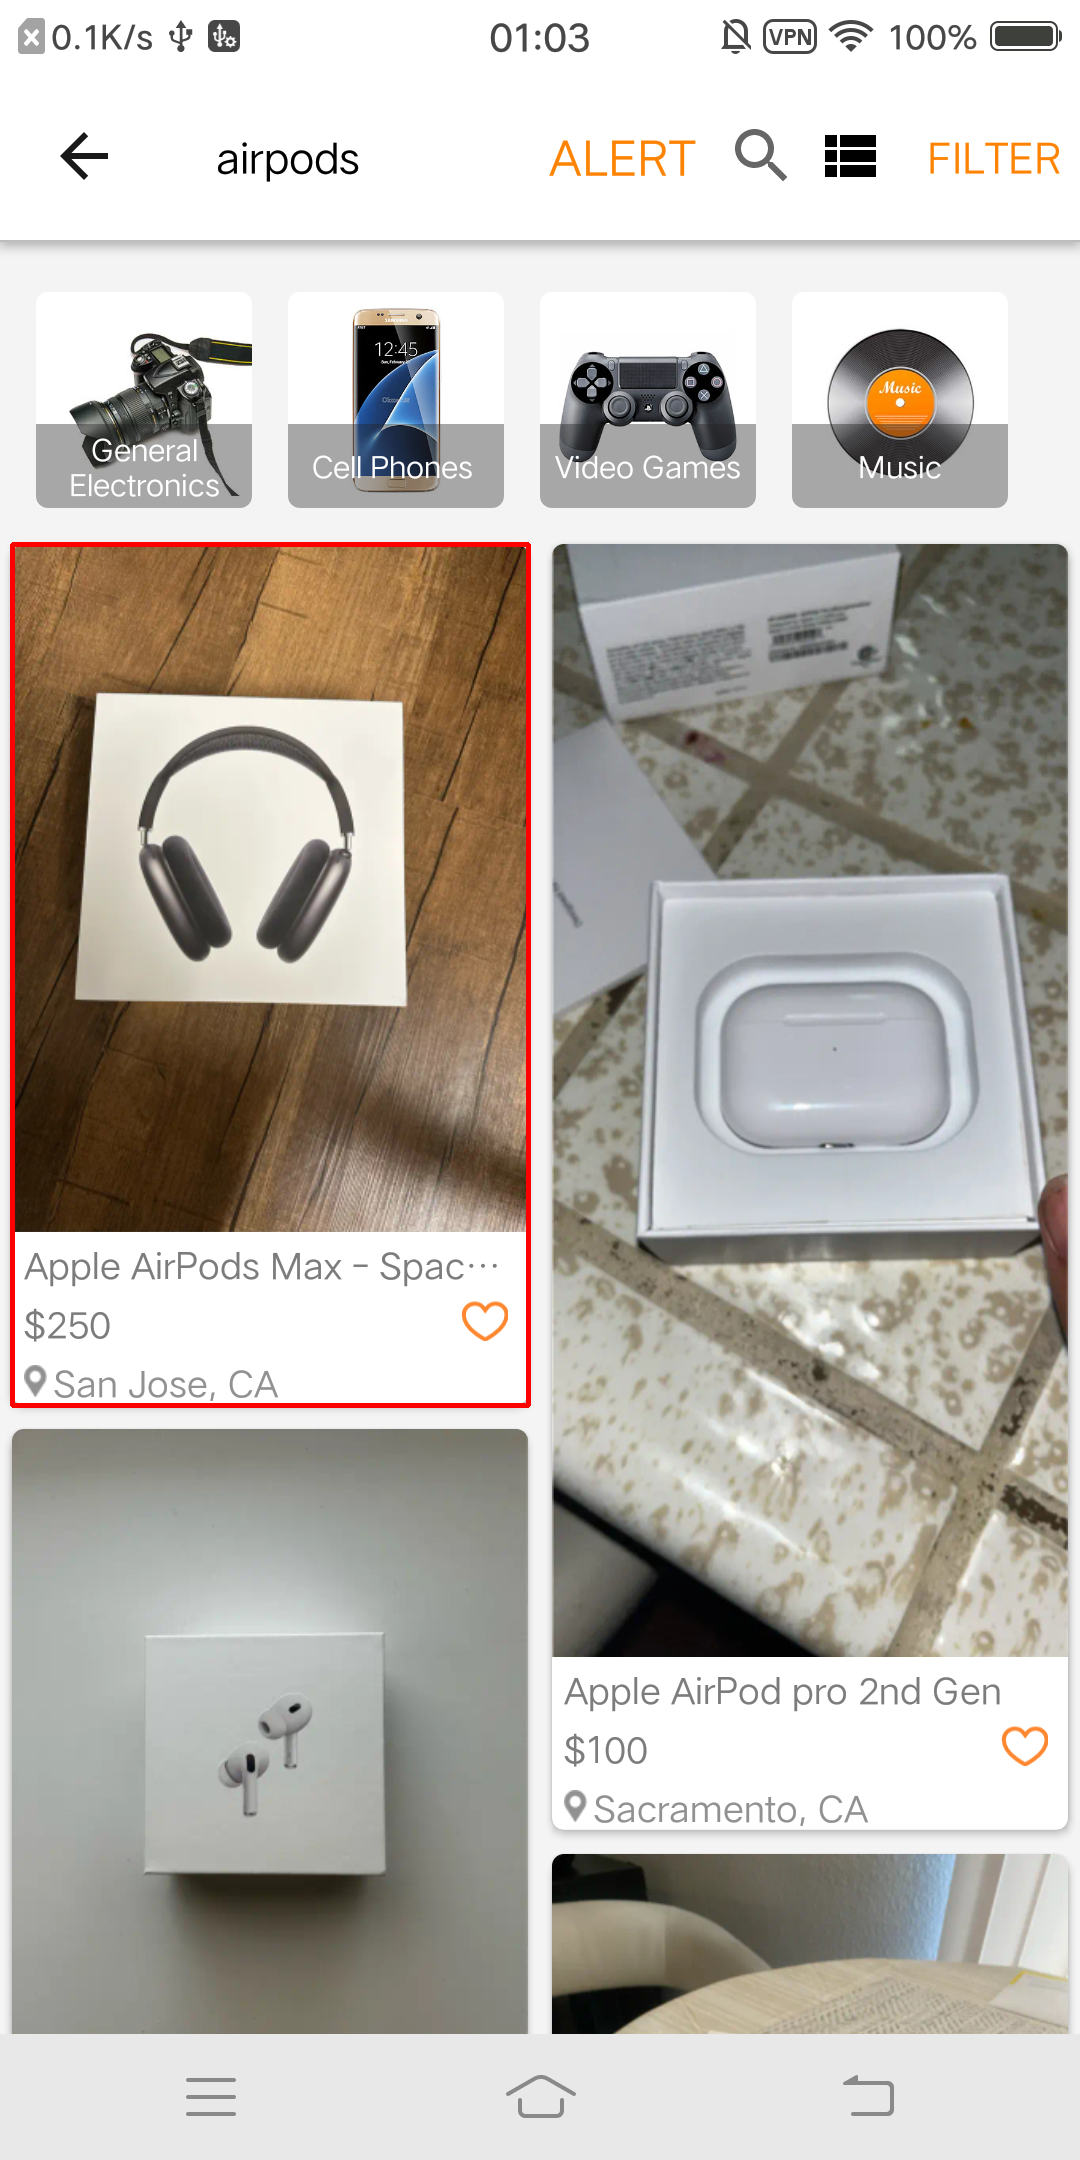 0.1K/s
01:03
VPN
100%
airpods
ALERT
FILTER
General
Electronics
12:45
Cell Phones
Video Games
Music
Music
Apple AirPods Max - Spac···
$250
San Jose, CA
Apple AirPod pro 2nd Gen
$100
Sacramento, CA